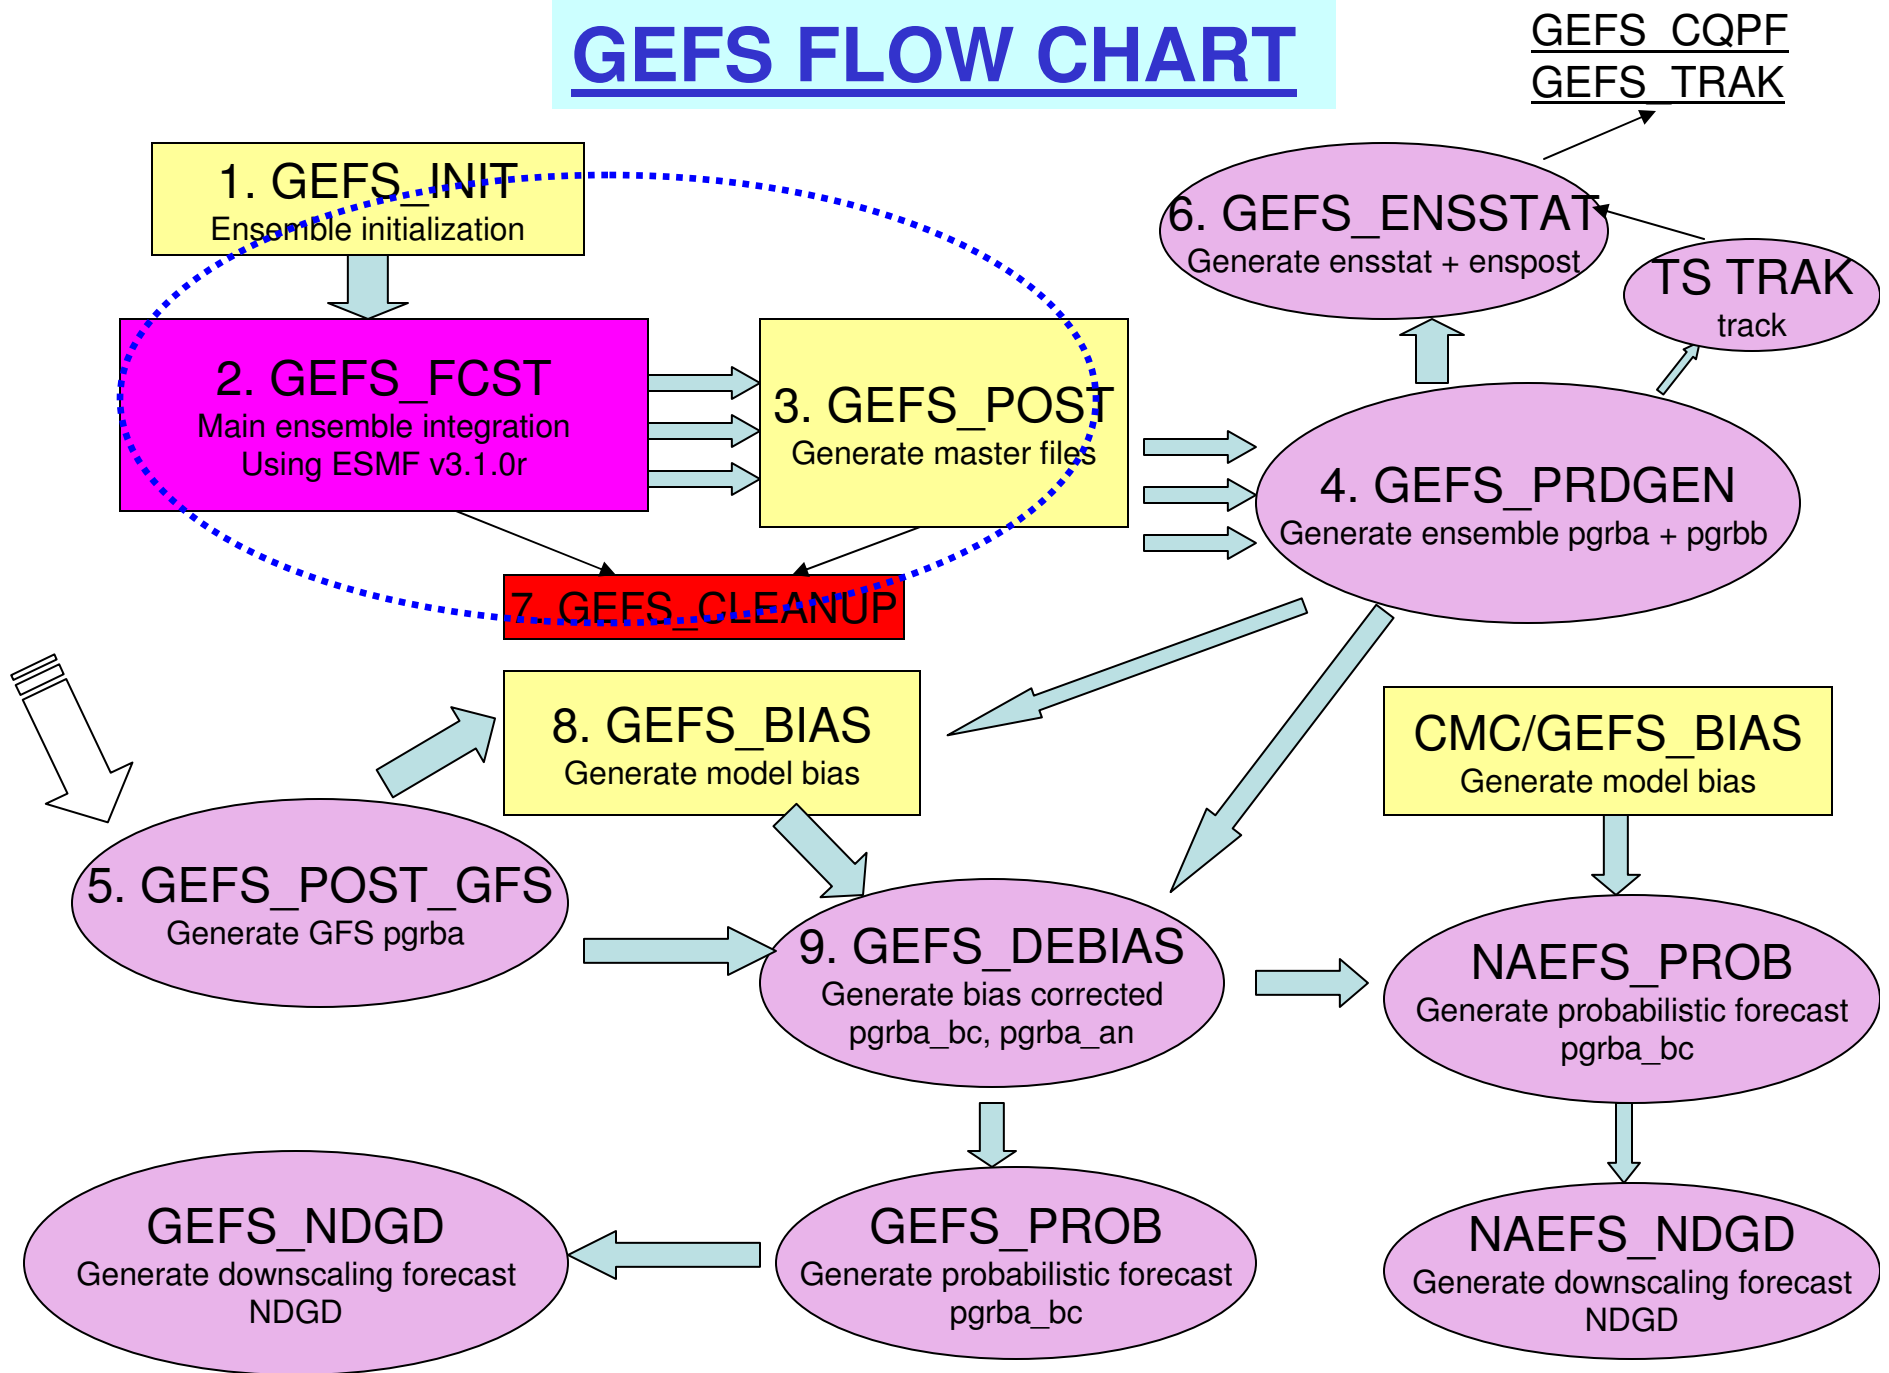 GEFS FLOW CHART
GEFS_CQPF
GEFS_TRAK
1. GEFS_INIT
Ensemble initialization
6. GEFS_ENSSTAT
Generate ensstat + enspost
TS TRAK
track
2. GEFS_FCST
Main ensemble integration
Using ESMF v3.1.0r
3. GEFS_POST
Generate master files
4. GEFS_PRDGEN
Generate ensemble pgrba + pgrbb
7. GEFS_CLEANUP
8. GEFS_BIAS
Generate model bias
CMC/GEFS_BIAS
Generate model bias
5. GEFS_POST_GFS
Generate GFS pgrba
9. GEFS_DEBIAS
Generate bias corrected
pgrba_bc, pgrba_an
NAEFS_PROB
Generate probabilistic forecast
pgrba_bc
GEFS_NDGD
Generate downscaling forecast
NDGD
GEFS_PROB
Generate probabilistic forecast
pgrba_bc
NAEFS_NDGD
Generate downscaling forecast
NDGD